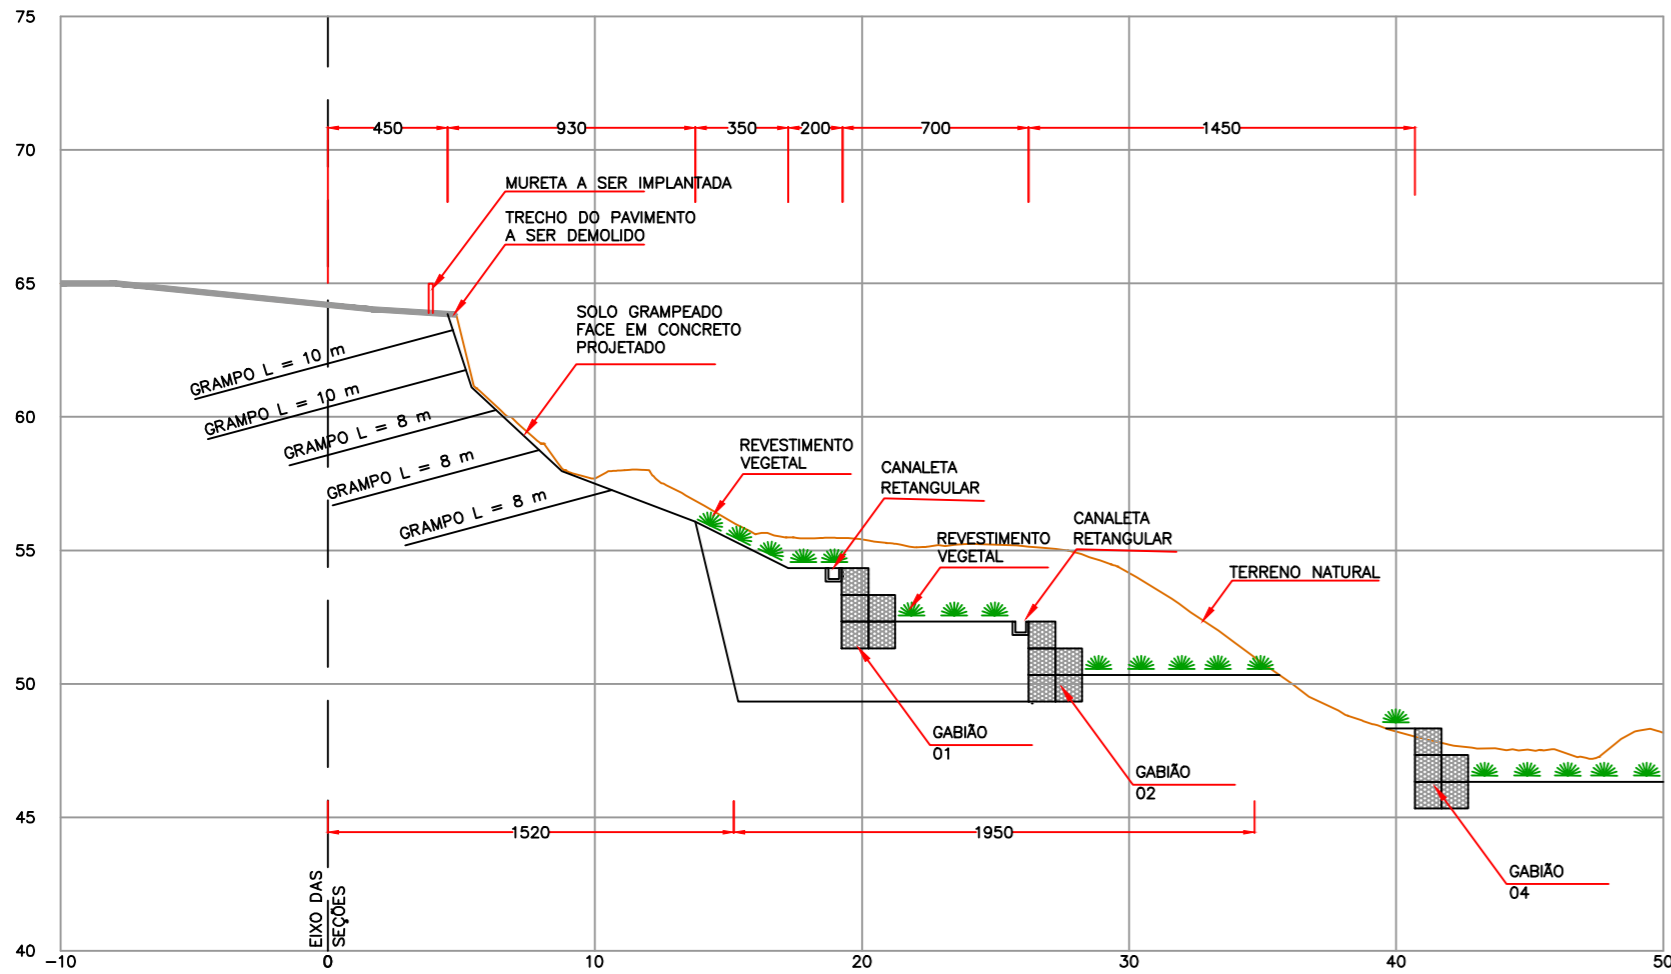 75
450 930 350 200 700 1450
70
MURETA A SER IMPLANTADA
TRECHO DO PAVIMENTO
A SER DEMOLIDO
65
SOLO GRAMPEADO
FACE EM CONCRETO
PROJETADO
GRAMPO L = 10 m
GRAMPO L = 10 m
60
GRAMPO L = 8 m
GRAMPO L = 8 m
GRAMPO L = 8 m
REVESTIMENTO
VEGETAL
CANALETA
RETANGULAR
REVESTIMENTO
VEGETAL
CANALETA
RETANGULAR
55
TERRENO NATURAL
50
GABIÃO
01
GABIÃO
02
45
1520 1950
GABIÃO
04
EIXO DAS
SEÇÕES
40
-10 0 10 20 30 40 50